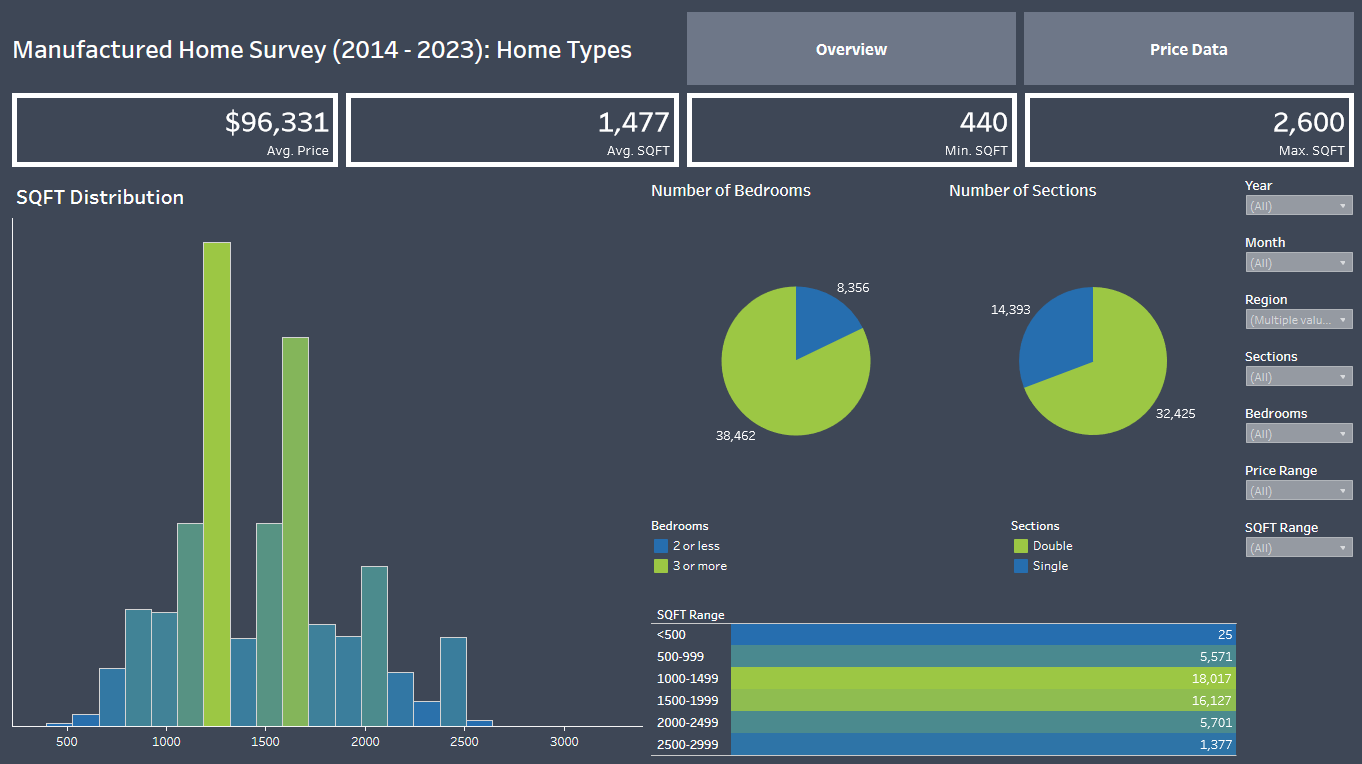 Manufactured Home Survey (2014 - 2023): Home Types
Overview
Price Data
$96,331
Avg. Price
1,477
Avg. SQFT
440
Min. SQFT
2,600
Max. SQFT
SQFT Distribution
500
1000
1500
2000
2500
3000
Number of Bedrooms
8,356
38,462
Number of Sections
14,393
32,425
Bedrooms
2 or less
3 or more
Sections
Double
Single
SQFT Range
<500 25
500-999 5,571
1000-1499 18,017
1500-1999 16,127
2000-2499 5,701
2500-2999 1,377
Year
(All)
Month
(All)
Region
(Multiple valu...
Sections
(All)
Bedrooms
(All)
Price Range
(All)
SQFT Range
(All)